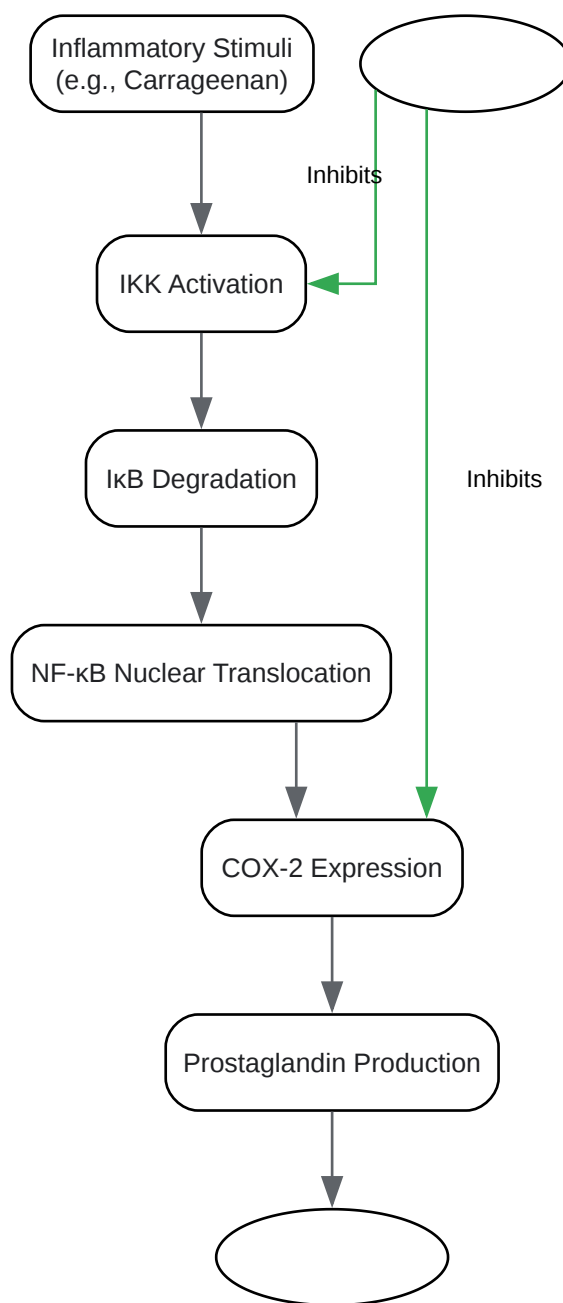 Inflammatory Stimuli
(e.g., Carrageenan)
Inhibits
IKK Activation
IκB Degradation
Inhibits
NF-κB Nuclear Translocation
COX-2 Expression
Prostaglandin Production